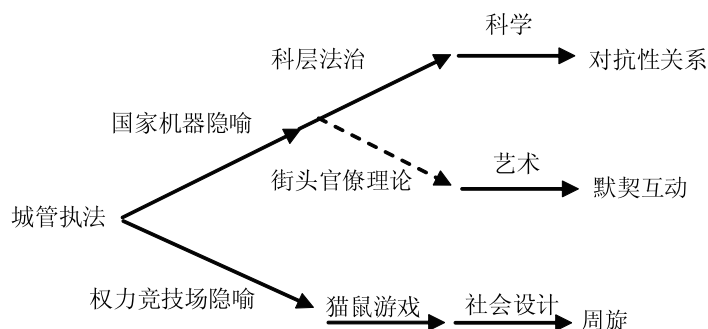 科学
科层法治
对抗性关系
国家机器隐喻
艺术
街头官僚理论
默契互动
城管执法
权力竞技场隐喻
猫鼠游戏
社会设计
周旋